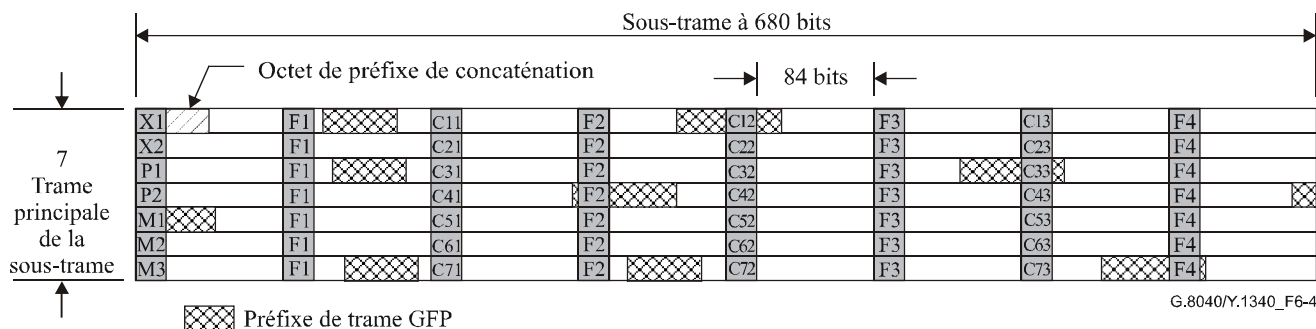 Sous-trame à 680 bits
Octet de préfixe de concaténation
84 bits
7
Trame
principale
de la
sous-trame
X1 F1 C11 F2 C12 F3 C13 F4
X2 F1 C21 F2 C22 F3 C23 F4
P1 F1 C31 F2 C32 F3 C33 F4
P2 F1 C41 F2 C42 F3 C43 F4
M1 F1 C51 F2 C52 F3 C53 F4
M2 F1 C61 F2 C62 F3 C63 F4
M3 F1 C71 F2 C72 F3 C73 F4
G.8040/Y.1340_F6-4
Préfixe de trame GFP